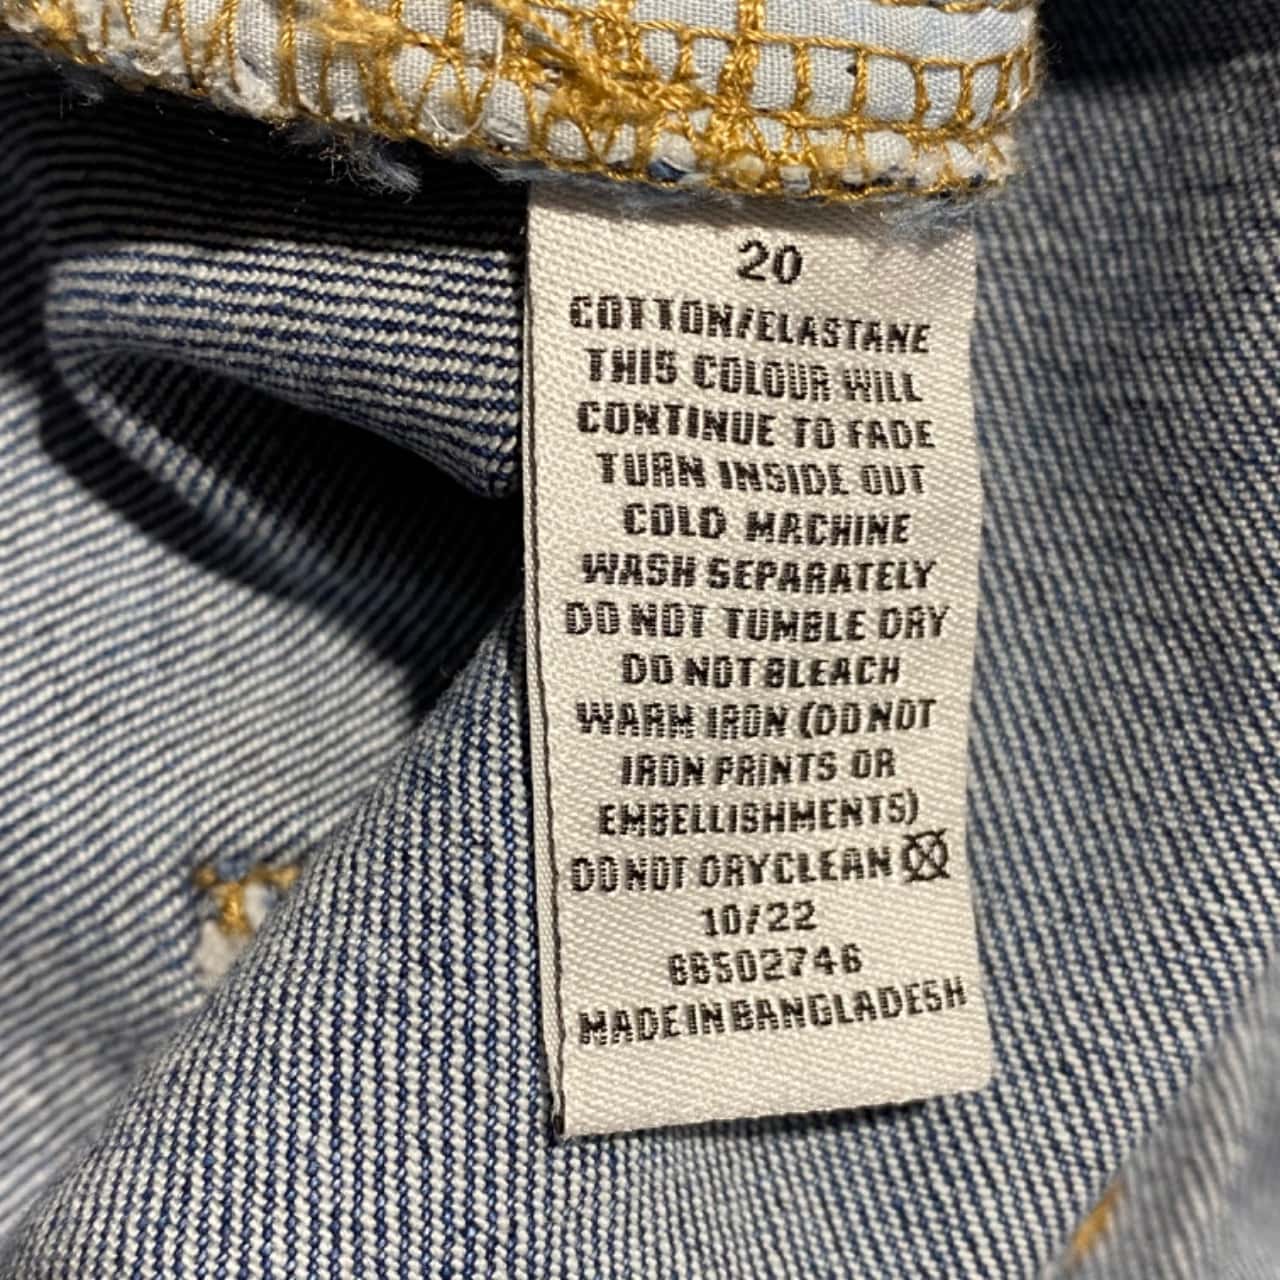 20
COTTON/ELASTANE
THIS COLOUR WILL
CONTINUE TO FADE
TURN INSIDE OUT
COLD MACHINE
WASH SEPARATELY
DO NOT TUMBLE DRY
DO NOT BLEACH
WARM IRON (DO NOT
IRON PRINTS OR
EMBELLISHMENTS)
DO NOT DRYCLEAN
10/22
66502746
MADE IN BANGLADESH